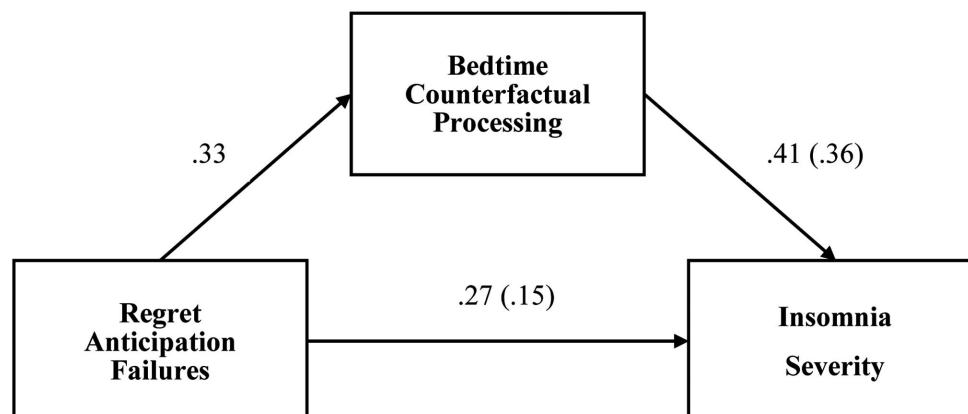 Bedtime
Counterfactual
Processing
.33
.41 (.36)
Regret
Anticipation
Failures
.27 (.15)
Insomnia
Severity